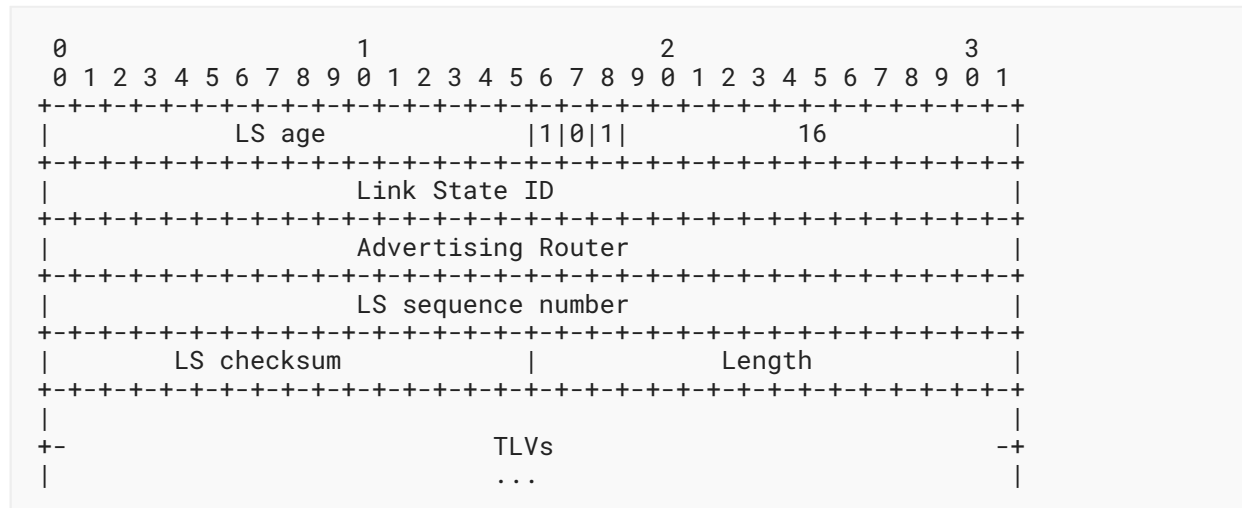 0                   1                   2                   3
 0 1 2 3 4 5 6 7 8 9 0 1 2 3 4 5 6 7 8 9 0 1 2 3 4 5 6 7 8 9 0 1
+-+-+-+-+-+-+-+-+-+-+-+-+-+-+-+-+-+-+-+-+-+-+-+-+-+-+-+-+-+-+-+-+
|            LS age             |1|0|1|           16            |
+-+-+-+-+-+-+-+-+-+-+-+-+-+-+-+-+-+-+-+-+-+-+-+-+-+-+-+-+-+-+-+-+
|                    Link State ID                              |
+-+-+-+-+-+-+-+-+-+-+-+-+-+-+-+-+-+-+-+-+-+-+-+-+-+-+-+-+-+-+-+-+
|                    Advertising Router                         |
+-+-+-+-+-+-+-+-+-+-+-+-+-+-+-+-+-+-+-+-+-+-+-+-+-+-+-+-+-+-+-+-+
|                    LS sequence number                         |
+-+-+-+-+-+-+-+-+-+-+-+-+-+-+-+-+-+-+-+-+-+-+-+-+-+-+-+-+-+-+-+-+
|        LS checksum            |            Length             |
+-+-+-+-+-+-+-+-+-+-+-+-+-+-+-+-+-+-+-+-+-+-+-+-+-+-+-+-+-+-+-+-+
|                                                               |
+-                            TLVs                             -+
|                             ...                               |